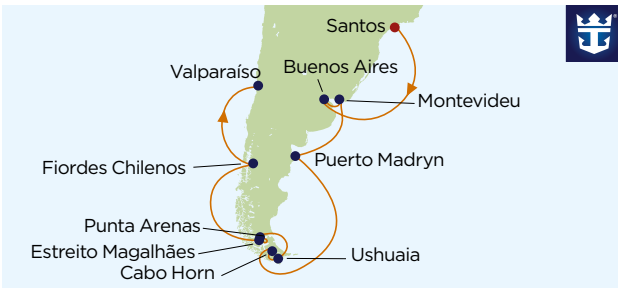 Santos
Buenos Aires
Valparaíso
Montevideu
Puerto Madryn
Fiordes Chilenos
Punta Arenas
Estreito Magalhães
Ushuaia
Cabo Horn